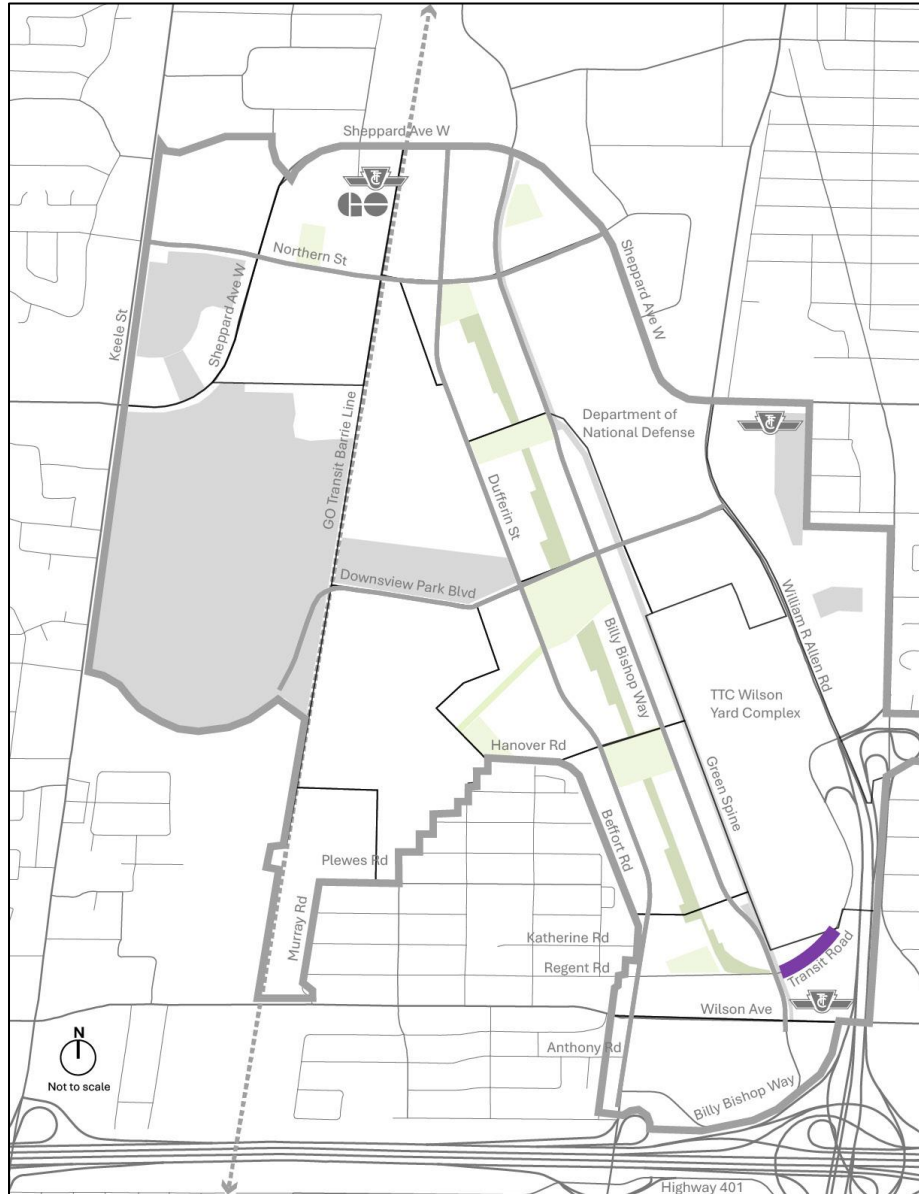 Sheppard Ave W
GO
Northern St
Sheppard Ave W
Keele St
Sheppard Ave W
GO Transit Barrie Line
Department of
National Defense
Dufferin St
Downsview Park Blvd
Billy Bishop Way
William R Allen Rd
TTC Wilson
Yard Complex
Hanover Rd
Green Spine
Beffort Rd
Plewes Rd
Murray Rd
Katherine Rd
Regent Rd
Transit Road
Wilson Ave
N
Not to scale
Anthony Rd
Billy Bishop Way
Highway 401